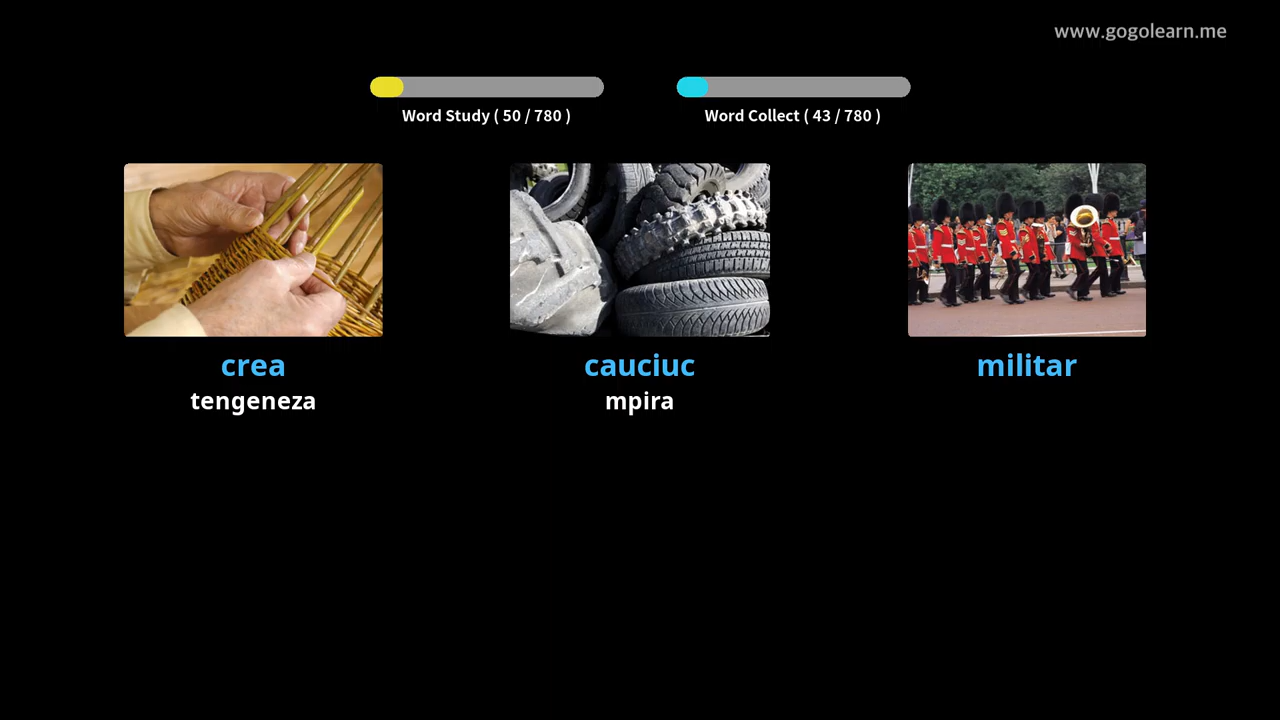 www.gogolearn.me
Word Study ( 50 / 780 )
Word Collect ( 43 / 780 )
crea
tengeneza
cauciuc
mpira
militar